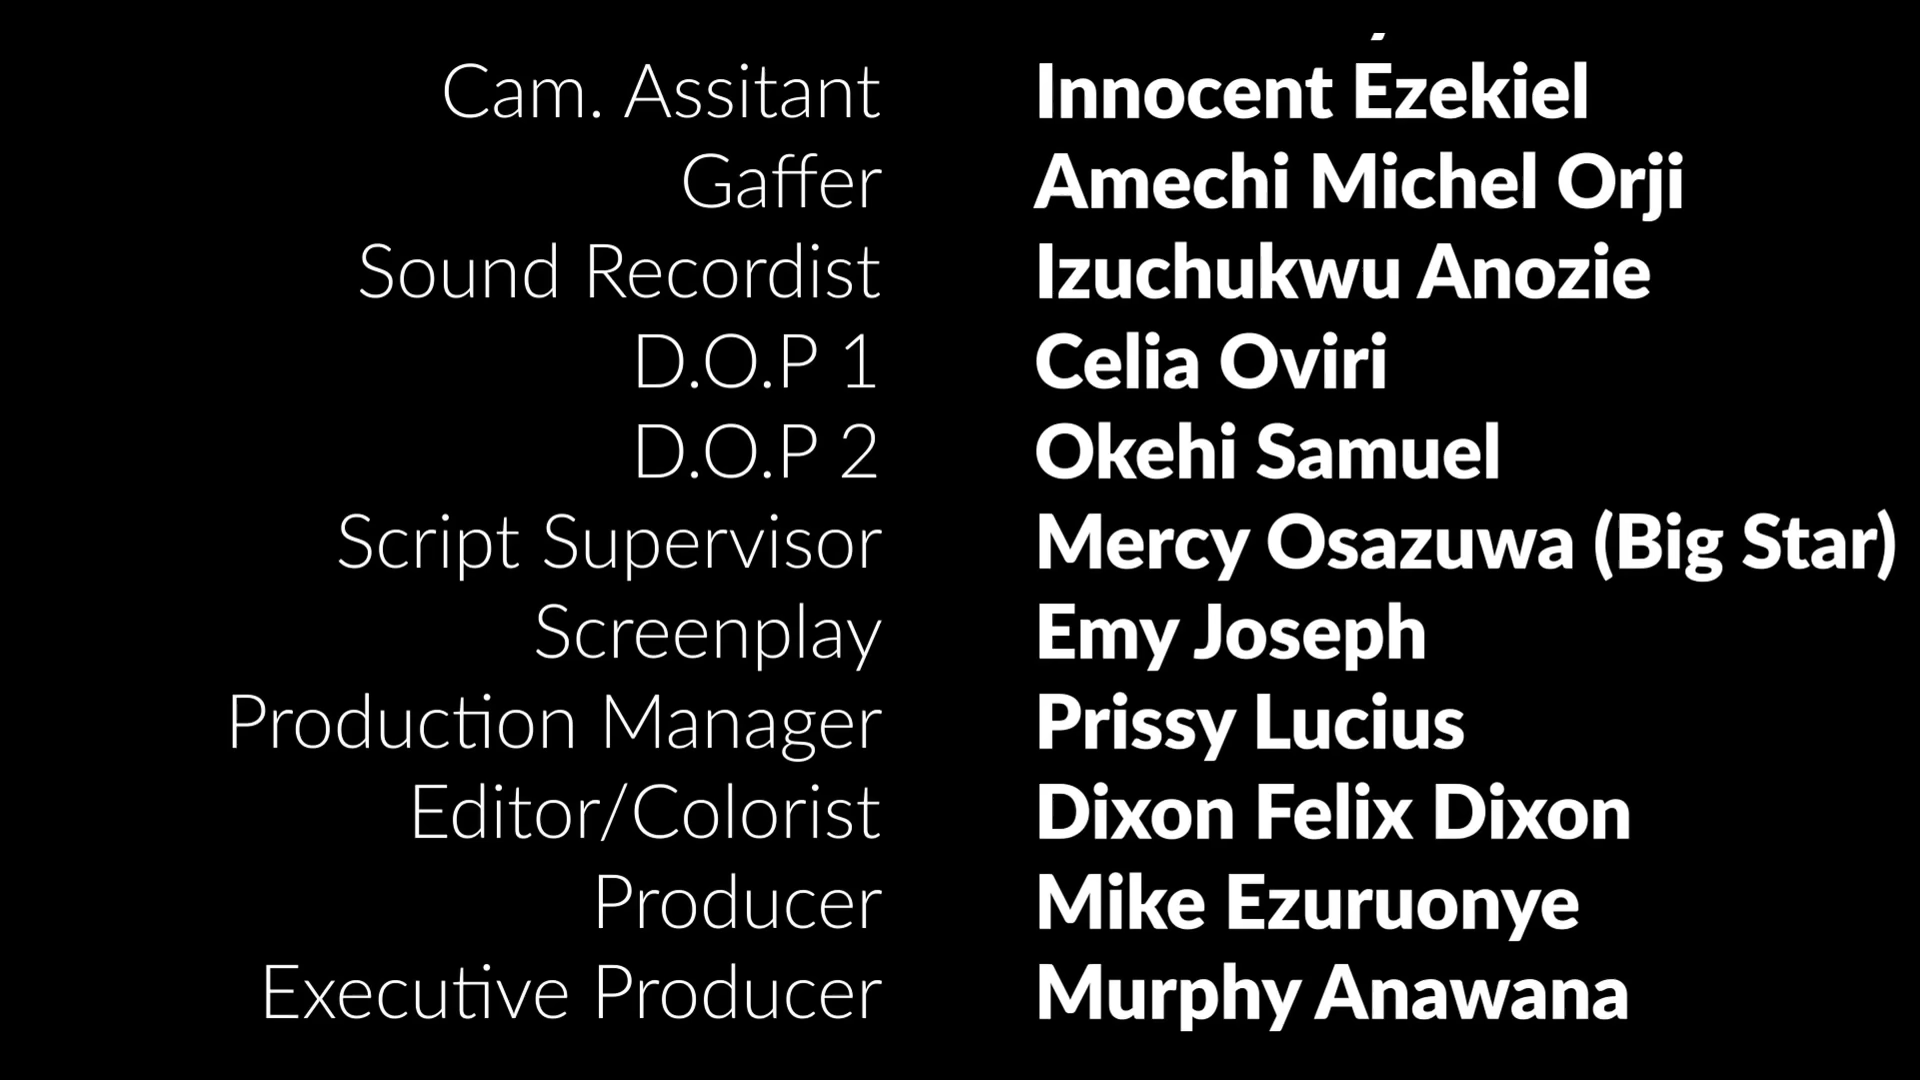 Cam. Assitant Innocent Ezekiel
Gaffer Amechi Michel Orji
Sound Recordist Izuchukwu Anozie
D.O.P 1 Celia Oviri
D.O.P 2 Okehi Samuel
Script Supervisor Mercy Osazuwa (Big Star)
Screenplay Emy Joseph
Production Manager Prissy Lucius
Editor/Colorist Dixon Felix Dixon
Producer Mike Ezuruonye
Executive Producer Murphy Anawana